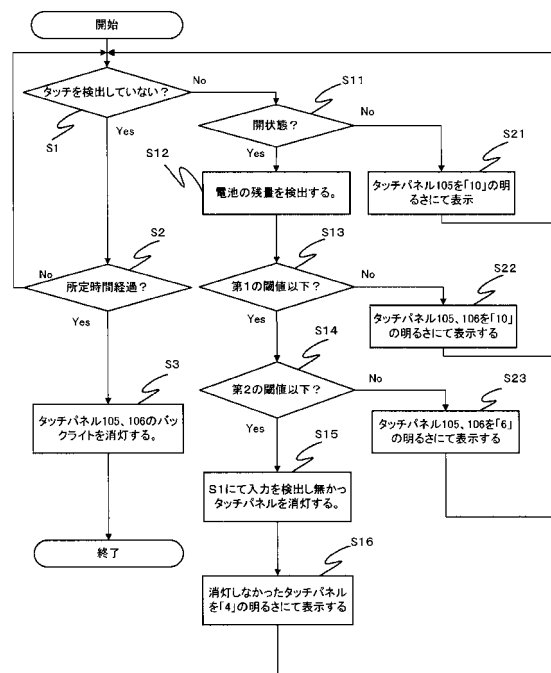 開始
タッチを検出していない？
No
S1
Yes
S11
開状態？
No
Yes
S12
電池の残量を検出する。
S21
タッチパネル105を「10」の明
るさにて表示
S2
No
所定時間経過？
Yes
S13
第1の閾値以下？
No
Yes
S22
タッチパネル105、106を「10」
の明るさにて表示する
S14
第2の閾値以下？
No
Yes
S23
タッチパネル105、106を「6」
の明るさにて表示する
S3
タッチパネル105、106のバッ
クライトを消灯する。
S15
S1にて入力を検出し無かっ
タッチパネルを消灯する。
終了
S16
消灯しなかったタッチパネル
を「4」の明るさにて表示する